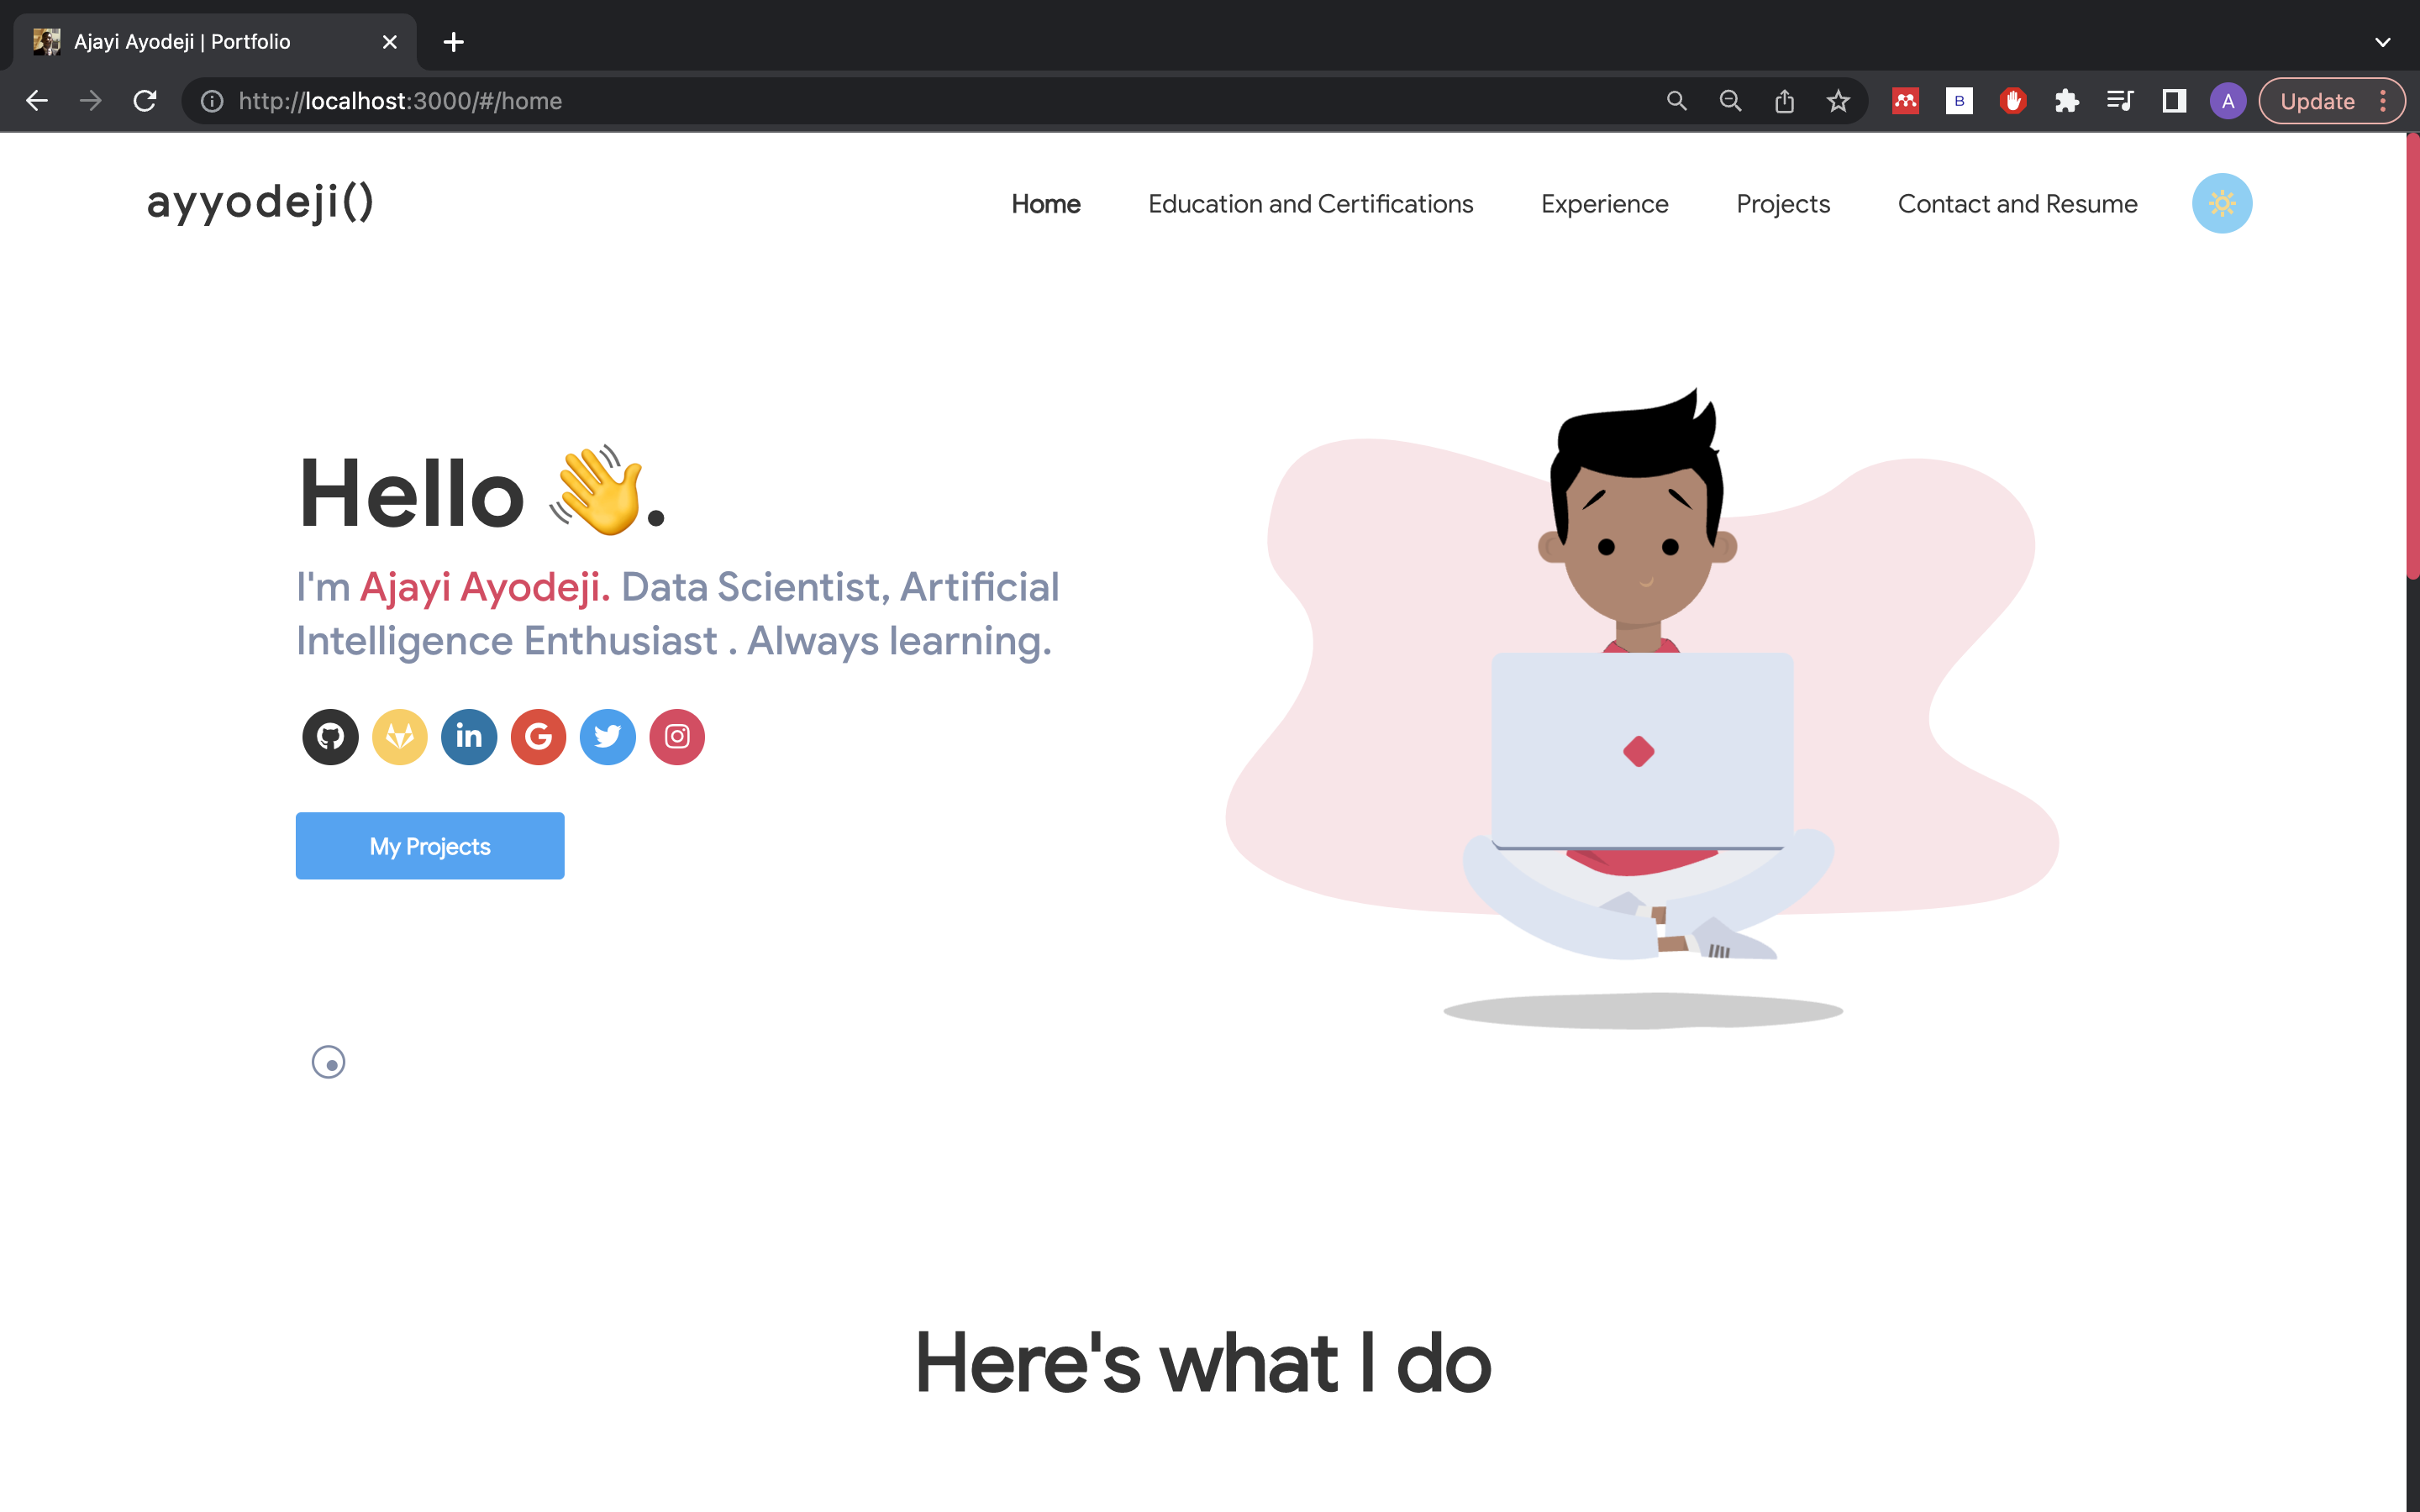 Ajayi Ayodeji | Portfolio
http://localhost:3000/#/home
B
A
Update
ayyodeji()
Home
Education and Certifications
Experience
Projects
Contact and Resume
Hello 👋.
I'm Ajayi Ayodeji. Data Scientist, Artificial
Intelligence Enthusiast . Always learning.
in
G
My Projects
Here's what I do